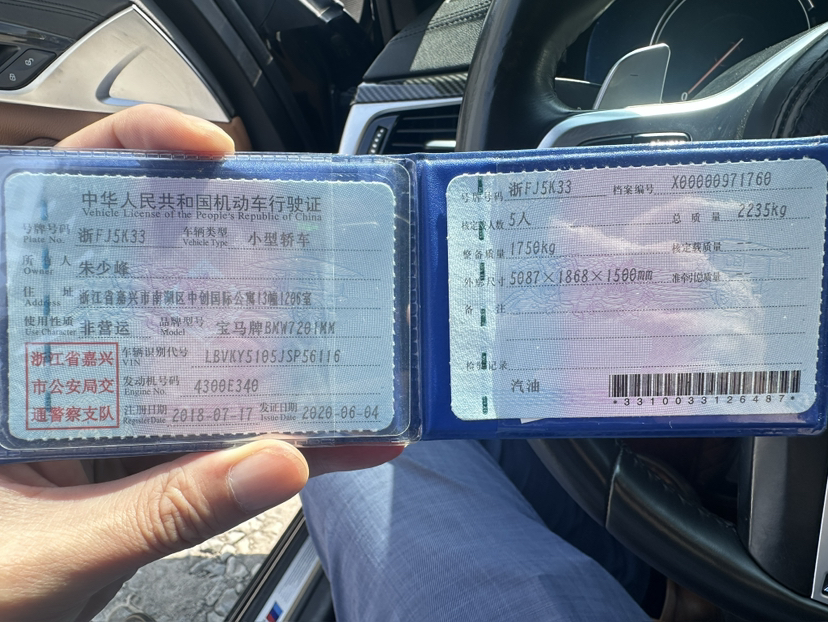 中华人民共和国机动车行驶证
Vehicle License of the People's Republic of China
号牌号码 浙FJ5K33 车辆类型 小型轿车
Plate No. Vehicle Type
所有人 朱少峰
Owner
住址 浙江省嘉兴市南湖区中创国际公寓13幢1206室
Address
使用性质 非营运 品牌型号 宝马牌BMW7201MM
Use Character Model
浙江省嘉兴
市公安局交
通警察支队
车辆识别代号 LBVKY5105JSP56116
VIN
发动机号码 4300E340
Engine No.
注册日期 2018-07-17 发证日期 2020-06-04
Register Date Issue Date
号牌号码 浙FJ5K33 档案编号 X00000971760
核定载人数 5人 总质量 2235kg
整备质量 1750kg 核定载质量 --
外廓尺寸 5087×1868×1500mm 准牵引总质量 --
备注
检验记录
汽油
*3310033126487*